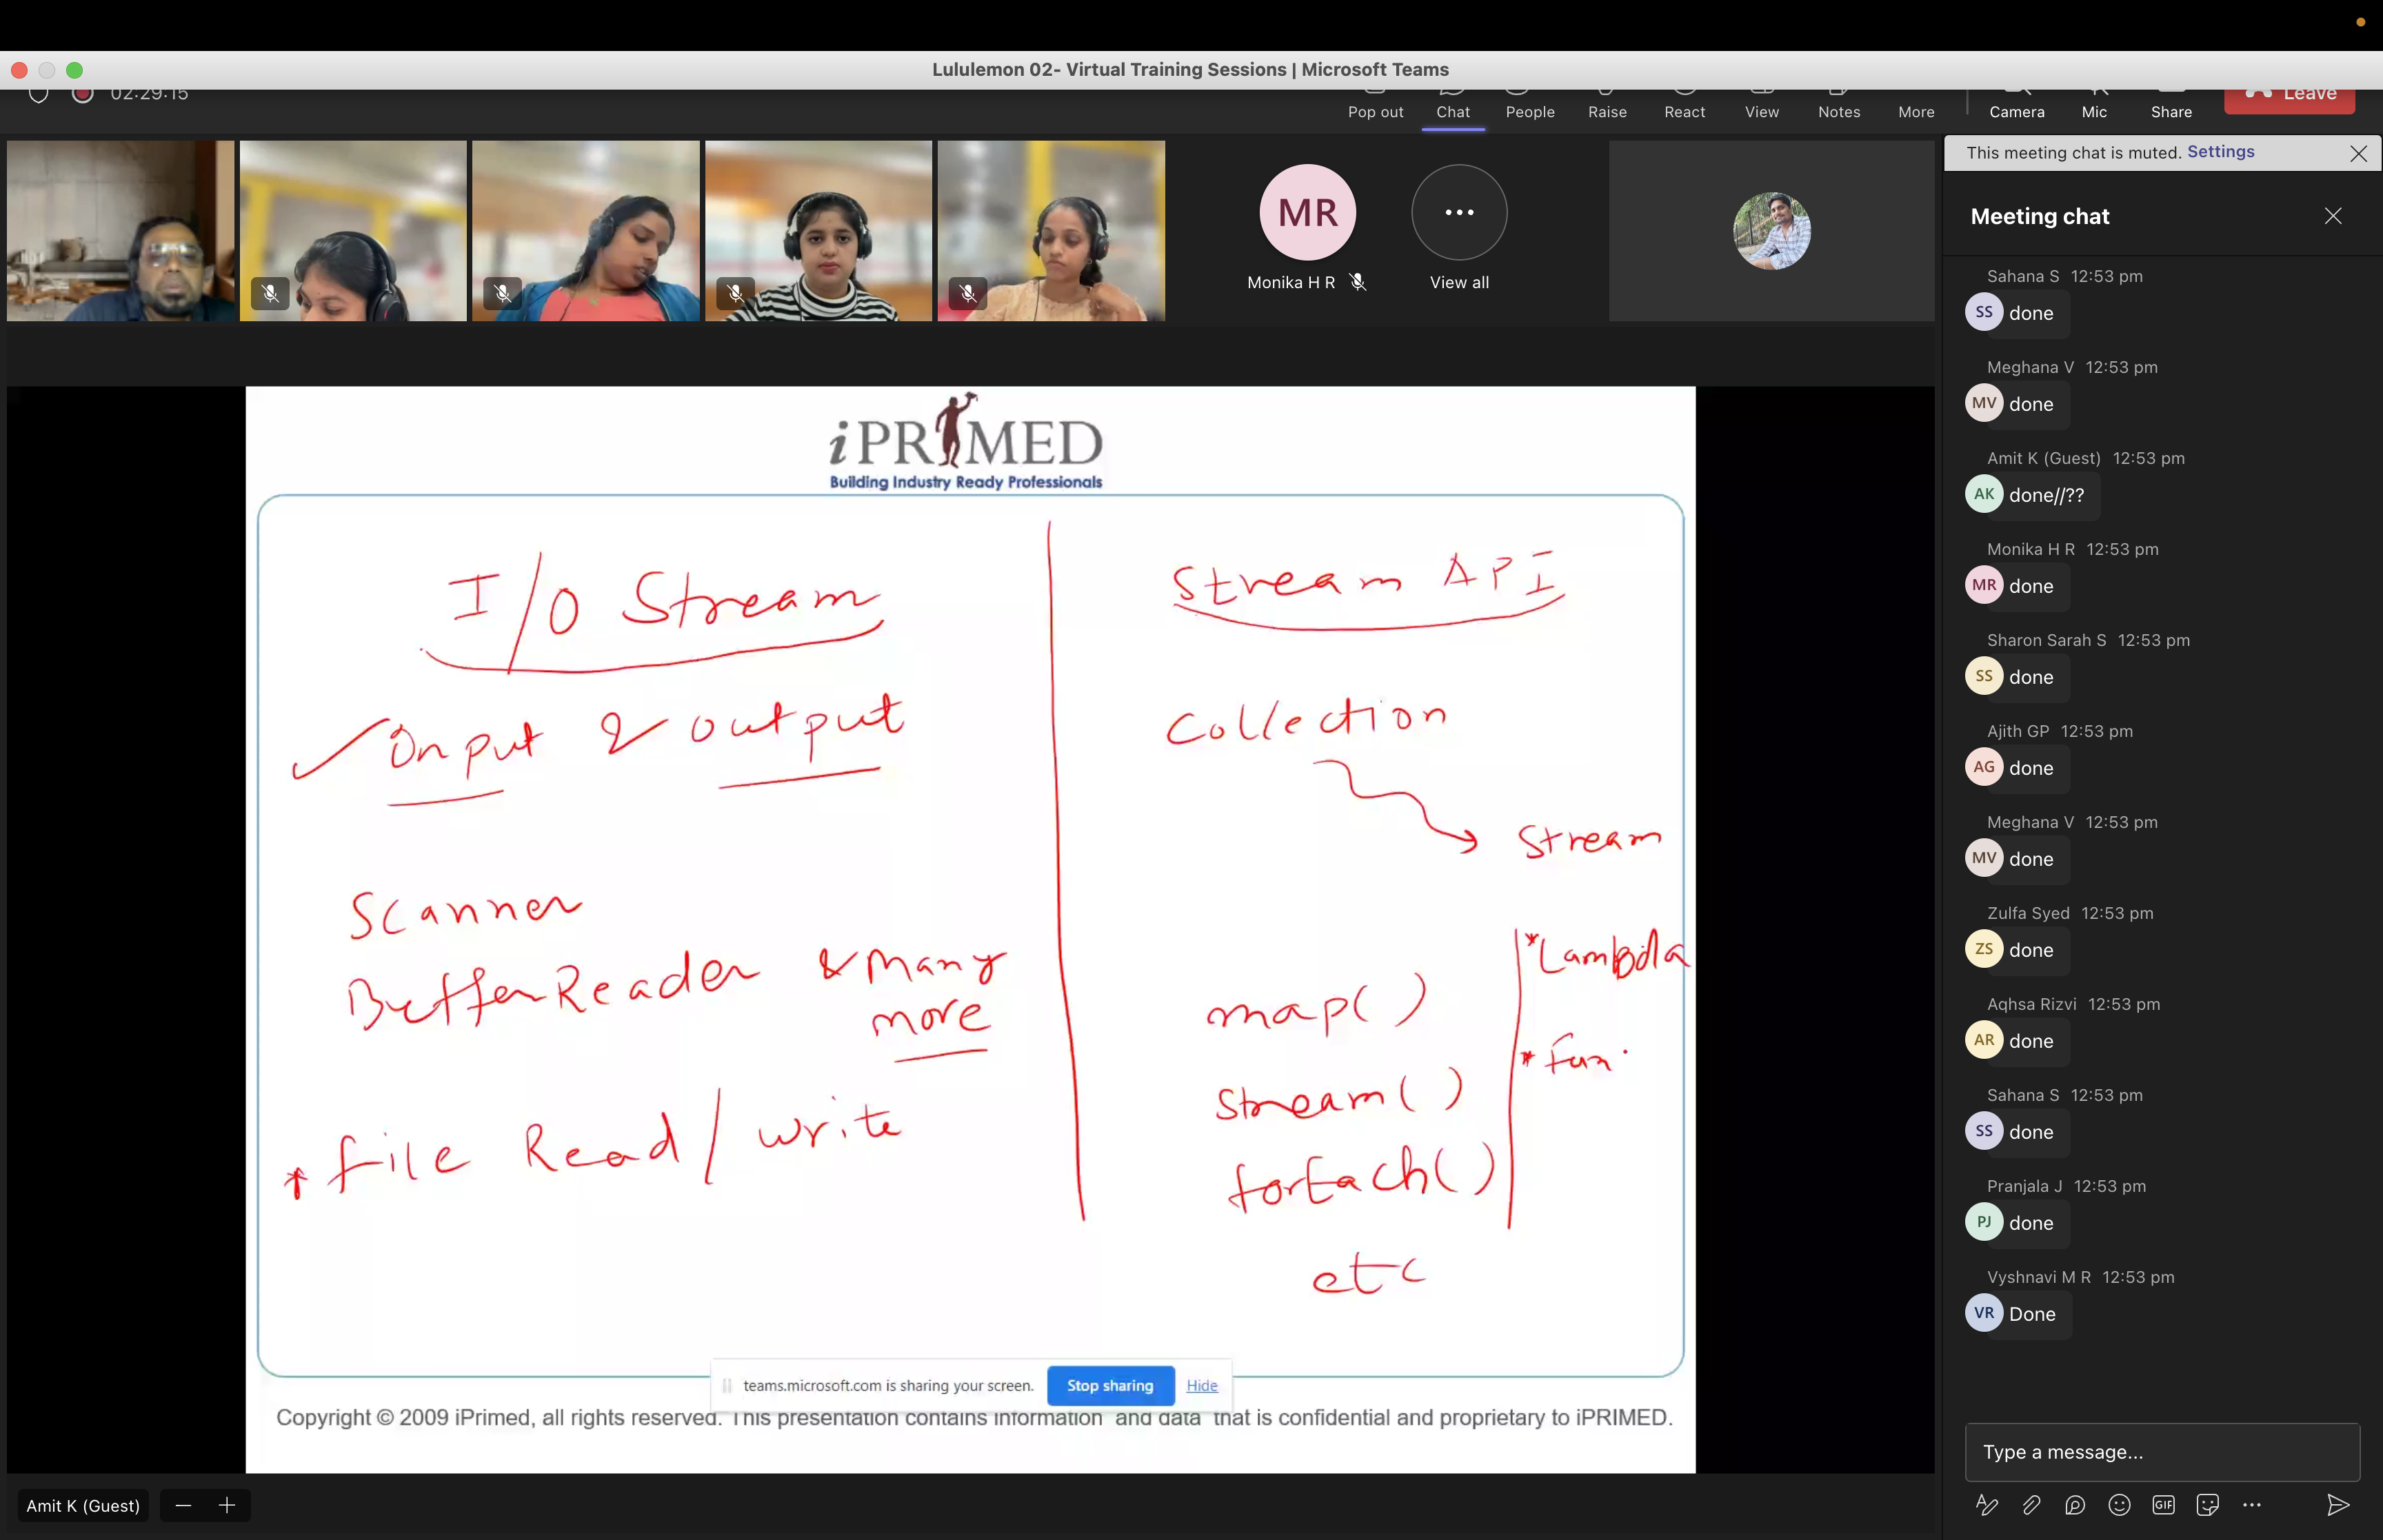 Lululemon 02- Virtual Training Sessions | Microsoft Teams
02:29:15
Pop out
Chat
People
Raise
React
View
Notes
More
Camera
Mic
Share
Leave
MR
Monika H R
View all
This meeting chat is muted. Settings
Meeting chat
iPRIMED
Building Industry Ready Professionals
I/O Stream
Input & output
Scanner
BufferReader & Many
more
* file Read / write
Stream API
Collection
Stream
map()
stream()
forEach()
etc
* Lambda
* Fun.
teams.microsoft.com is sharing your screen.
Stop sharing
Hide
Copyright © 2009 iPrimed, all rights reserved. This presentation contains information and data that is confidential and proprietary to iPRIMED.
Amit K (Guest)
Sahana S 12:53 pm
SS done
Meghana V 12:53 pm
MV done
Amit K (Guest) 12:53 pm
AK done//??
Monika H R 12:53 pm
MR done
Sharon Sarah S 12:53 pm
SS done
Ajith GP 12:53 pm
AG done
Meghana V 12:53 pm
MV done
Zulfa Syed 12:53 pm
ZS done
Aqhsa Rizvi 12:53 pm
AR done
Sahana S 12:53 pm
SS done
Pranjala J 12:53 pm
PJ done
Vyshnavi M R 12:53 pm
VR Done
Type a message...
GIF